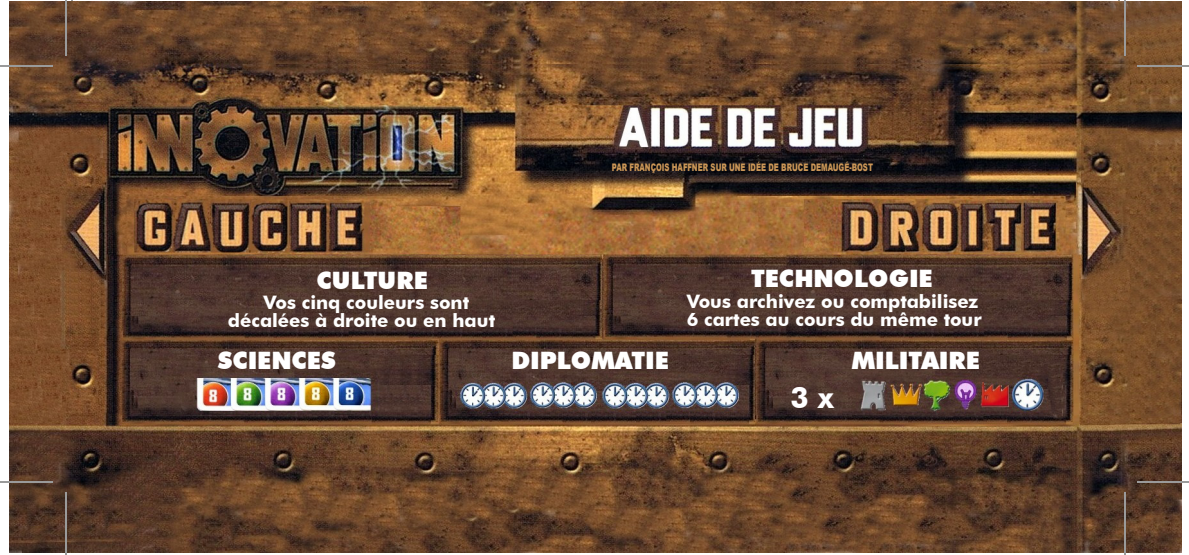 INNOVATION
AIDE DE JEU
PAR FRANÇOIS HAFFNER SUR UNE IDÉE DE BRUCE DEMAUGÉ-BOST
GAUCHE
DROITE
CULTURE
Vos cinq couleurs sont
décalées à droite ou en haut
TECHNOLOGIE
Vous archivez ou comptabilisez
6 cartes au cours du même tour
SCIENCES
8 8 8 8 8
DIPLOMATIE
MILITAIRE
3 x